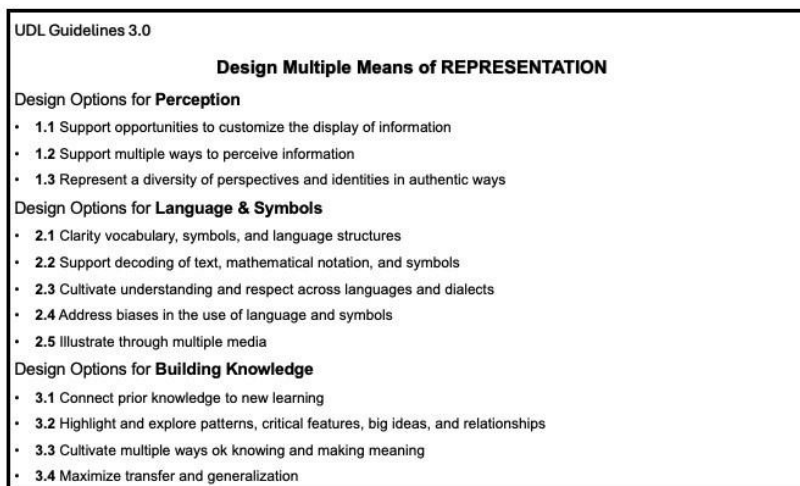 UDL Guidelines 3.0
Design Multiple Means of REPRESENTATION
Design Options for Perception
• 1.1 Support opportunities to customize the display of information
• 1.2 Support multiple ways to perceive information
• 1.3 Represent a diversity of perspectives and identities in authentic ways
Design Options for Language & Symbols
• 2.1 Clarity vocabulary, symbols, and language structures
• 2.2 Support decoding of text, mathematical notation, and symbols
• 2.3 Cultivate understanding and respect across languages and dialects
• 2.4 Address biases in the use of language and symbols
• 2.5 Illustrate through multiple media
Design Options for Building Knowledge
• 3.1 Connect prior knowledge to new learning
• 3.2 Highlight and explore patterns, critical features, big ideas, and relationships
• 3.3 Cultivate multiple ways ok knowing and making meaning
• 3.4 Maximize transfer and generalization